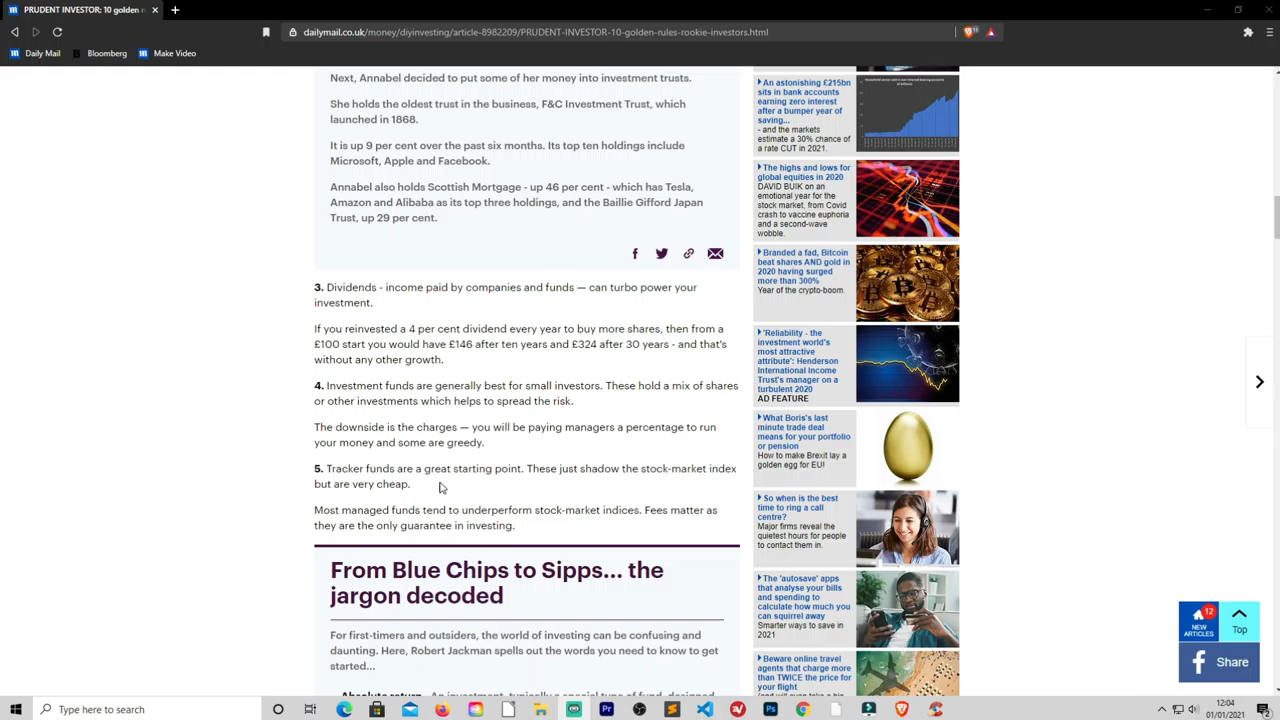 PRUDENT INVESTOR: 10 golden r
dailymail.co.uk/money/diyinvesting/article-8982209/PRUDENT-INVESTOR-10-golden-rules-rookie-investors.html
Daily Mail
Bloomberg
Make Video
Next, Annabel decided to put some of her money into investment trusts.
She holds the oldest trust in the business, F&C Investment Trust, which
launched in 1868.
It is up 9 per cent over the past six months. Its top ten holdings include
Microsoft, Apple and Facebook.
Annabel also holds Scottish Mortgage - up 46 per cent - which has Tesla,
Amazon and Alibaba as its top three holdings, and the Baillie Gifford Japan
Trust, up 29 per cent.
3. Dividends - income paid by companies and funds — can turbo power your
investment.
If you reinvested a 4 per cent dividend every year to buy more shares, then from a
£100 start you would have £146 after ten years and £324 after 30 years - and that's
without any other growth.
4. Investment funds are generally best for small investors. These hold a mix of shares
or other investments which helps to spread the risk.
The downside is the charges — you will be paying managers a percentage to run
your money and some are greedy.
5. Tracker funds are a great starting point. These just shadow the stock-market index
but are very cheap.
Most managed funds tend to underperform stock-market indices. Fees matter as
they are the only guarantee in investing.
From Blue Chips to Sipps... the
jargon decoded
For first-timers and outsiders, the world of investing can be confusing and
daunting. Here, Robert Jackman spells out the words you need to know to get
started...
Absolute return - An investment, typically a special type of fund, designed
An astonishing £215bn
sits in bank accounts
earning zero interest
after a bumper year of
saving...
- and the markets
estimate a 30% chance of
a rate CUT in 2021.
The highs and lows for
global equities in 2020
DAVID BUIK on an
emotional year for the
stock market, from Covid
crash to vaccine euphoria
and a second-wave
wobble.
Branded a fad, Bitcoin
beat shares AND gold in
2020 having surged
more than 300%
Year of the crypto-boom.
'Reliability - the
investment world's
most attractive
attribute': Henderson
International Income
Trust's manager on a
turbulent 2020
AD FEATURE
What Boris's last
minute trade deal
means for your portfolio
or pension
How to make Brexit lay a
golden egg for EU!
So when is the best
time to ring a call
centre?
Major firms reveal the
quietest hours for people
to contact them in.
The 'autosave' apps
that analyse your bills
and spending to
calculate how much you
can squirrel away
Smarter ways to save in
2021
Beware online travel
agents that charge more
than TWICE the price for
your flight
12
NEW
ARTICLES
Top
Share
Type here to search
12:04
01/01/2021